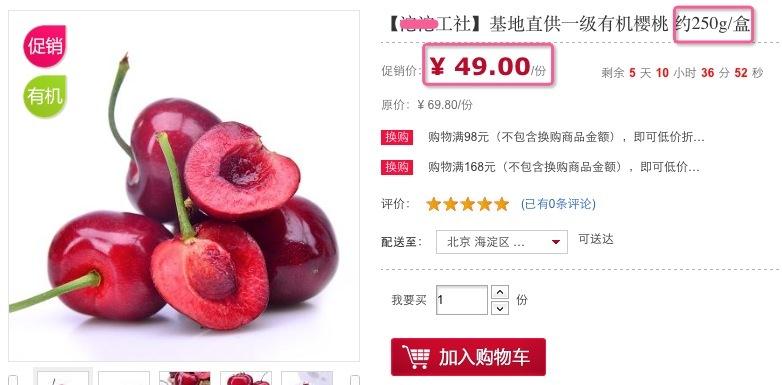 促销
有机
【沱沱工社】基地直供一级有机樱桃 约250g/盒
促销价: ¥ 49.00/份 剩余 5 天 10 小时 36 分 52 秒
原价: ¥ 69.80/份
换购 购物满98元（不包含换购商品金额），即可低价折...
换购 购物满168元（不包含换购商品金额），即可低价...
评价: (已有0条评论)
配送至: 北京 海淀区 ... 可送达
我要买 1 份
加入购物车